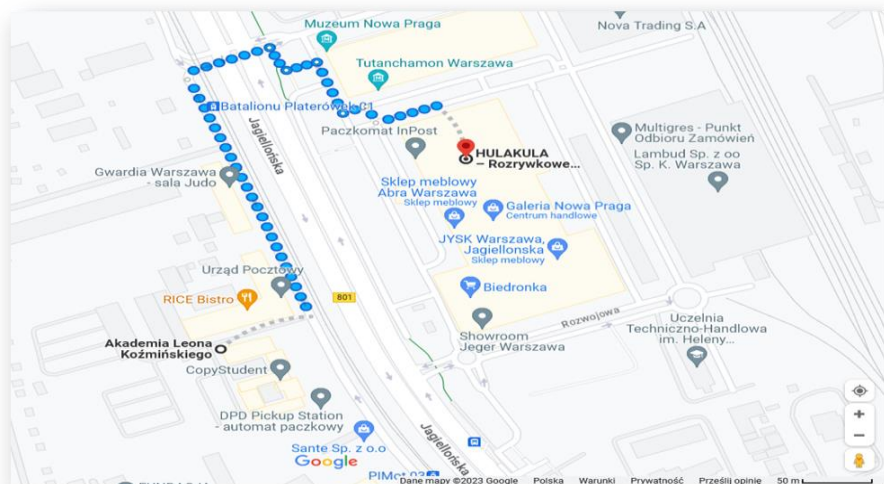 Muzeum Nowa Praga
Nova Trading S.A
Tutanchamon Warszawa
Batalionu Platerówek 01
Jagiellońska
Paczkomat InPost
Multigres - Punkt
Odbioru Zamówień
HULAKULA
– Rozrywkowe...
Lambud Sp. z oo
Sp. K. Warszawa
Gwardia Warszawa
- sala Judo
Sklep meblowy
Abra Warszawa
Sklep meblowy
Galeria Nowa Praga
Centrum handlowe
JYSK Warszawa,
Jagiellonska
Sklep meblowy
Urząd Pocztowy
RICE Bistro
801
Biedronka
Rozwojowa
Uczelnia
Techniczno-Handlowa
im. Heleny...
Showroom
Jeger Warszawa
Akademia Leona
Koźmińskiego
CopyStudent
DPD Pickup Station
- automat paczkowy
Jagiellońska
Sante Sp. z o.o
Google
PIMot 03
Dane mapy ©2023 Google Polska Warunki Prywatność Prześlij opinię 50 m